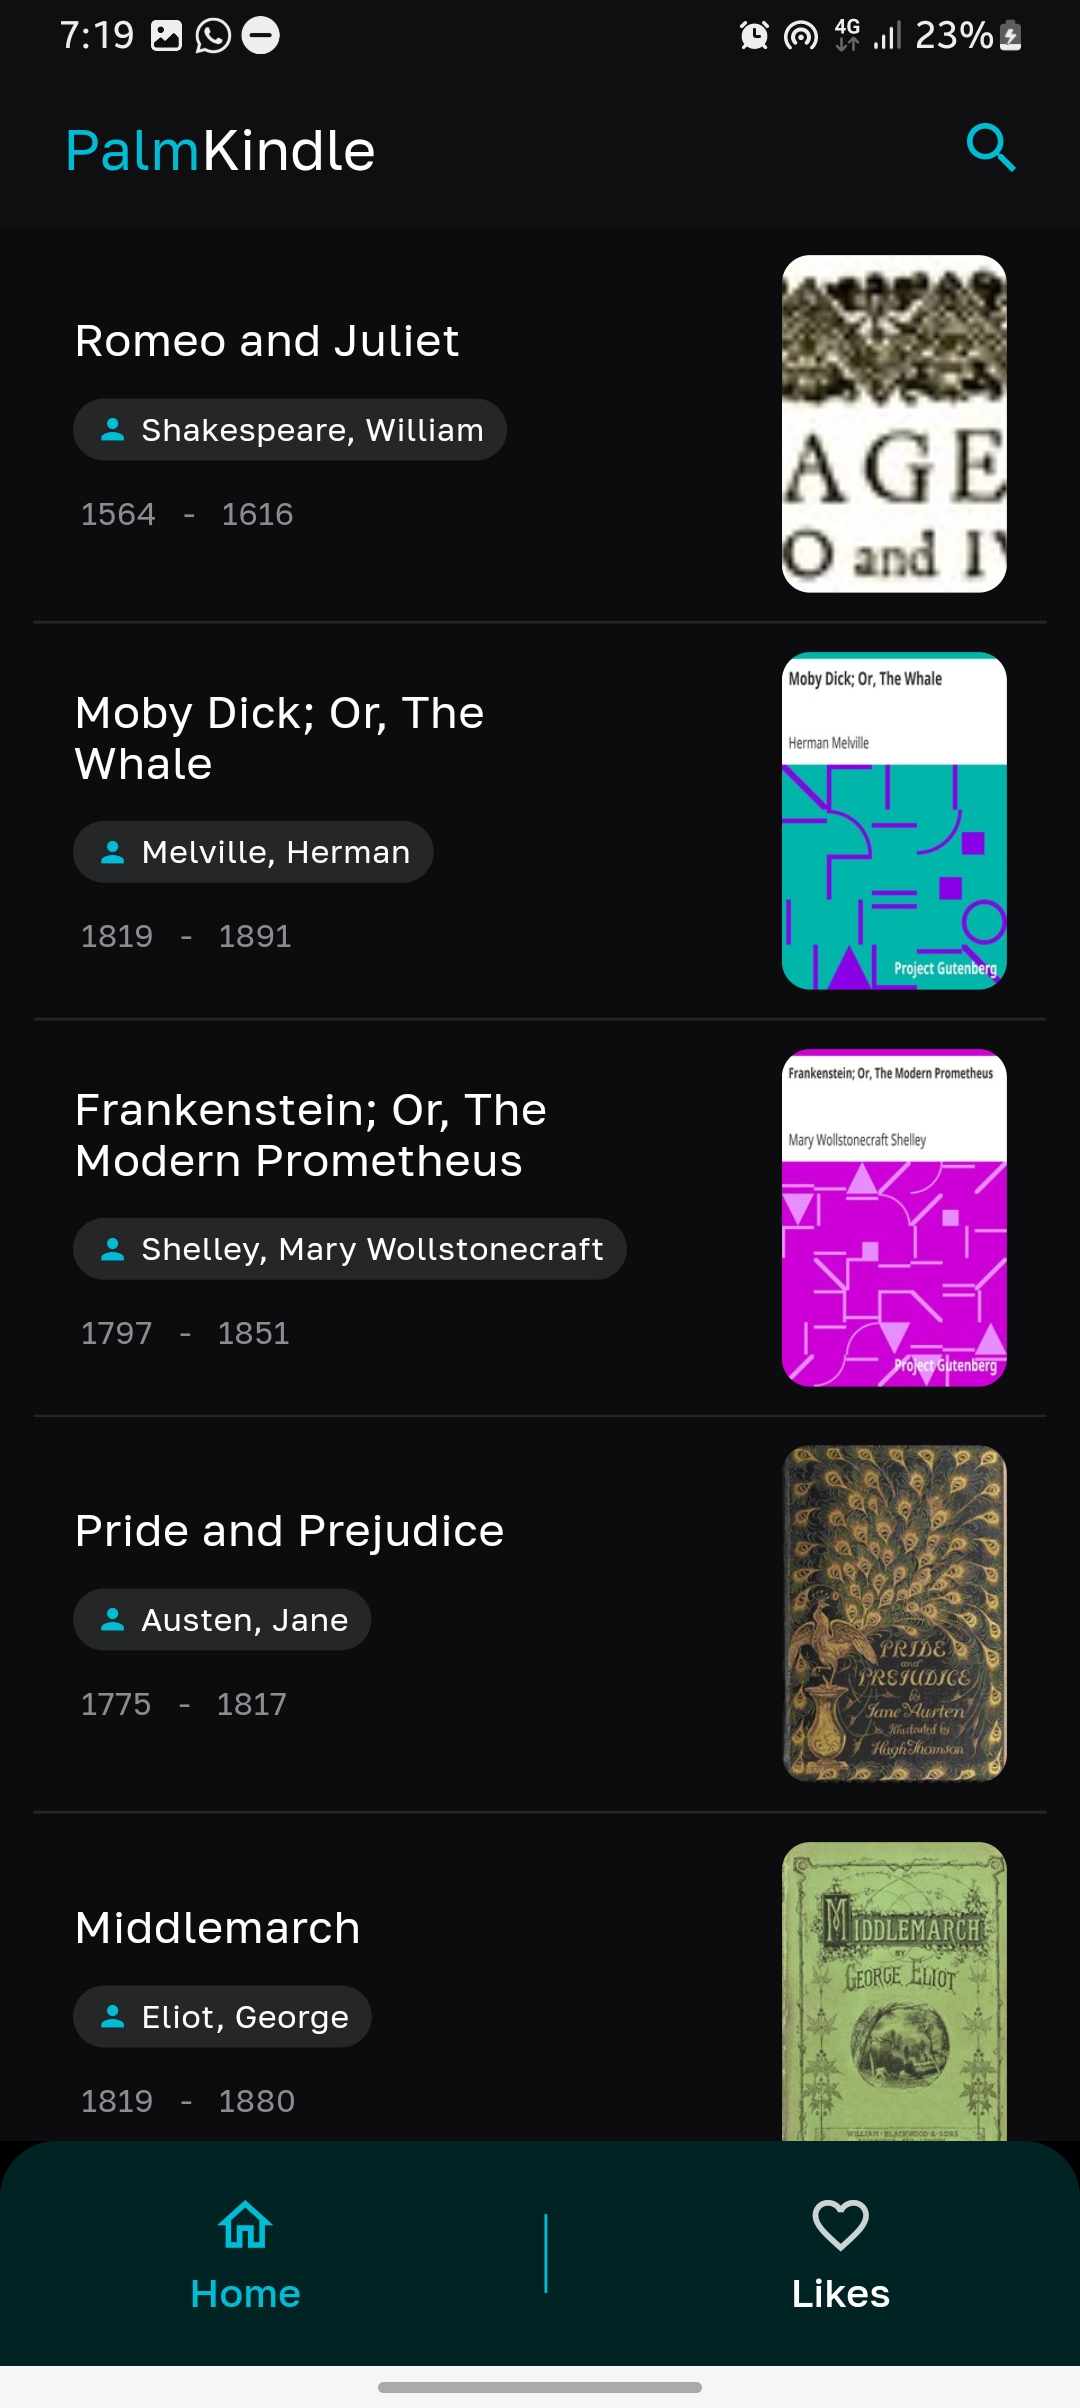 7:19
4G
23%
PalmKindle
Romeo and Juliet
Shakespeare, William
1564 - 1616
AGE
O and I
Moby Dick; Or, The
Whale
Melville, Herman
1819 - 1891
Moby Dick; Or, The Whale
Herman Melville
Project Gutenberg
Frankenstein; Or, The
Modern Prometheus
Shelley, Mary Wollstonecraft
1797 - 1851
Frankenstein; Or, The Modern Prometheus
Mary Wollstonecraft Shelley
Project Gutenberg
Pride and Prejudice
Austen, Jane
1775 - 1817
PRIDE
and
PREJUDICE
by
Jane Austen
Illustrated by
Hugh Thomson
Middlemarch
Eliot, George
1819 - 1880
MIDDLEMARCH
BY
GEORGE ELIOT
WILLIAM BLACKWOOD & SONS
Home
Likes